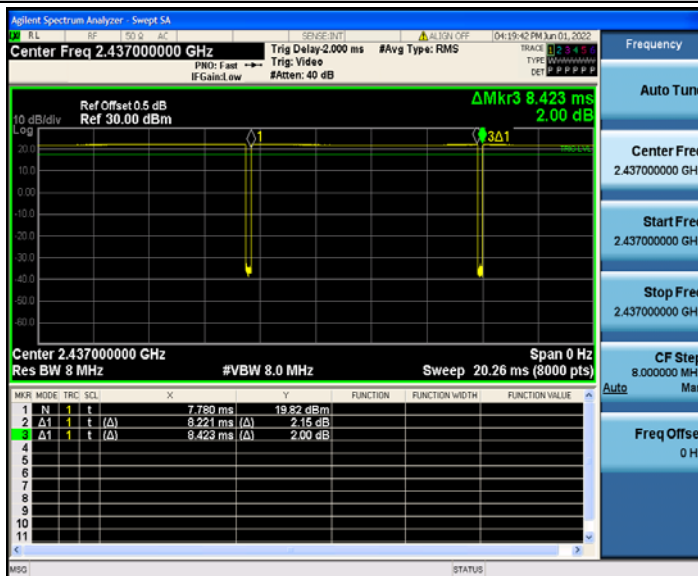 Agilent Spectrum Analyzer - Swept SA
RL RF 50 Ω AC SENSE:INT ALIGN OFF 04:19:42 PM Jun 01, 2022
Center Freq 2.437000000 GHz
PNO: Fast
IFGain:Low
Trig Delay-2.000 ms
Trig: Video
#Atten: 40 dB
#Avg Type: RMS
TRACE 1 2 3 4 5 6
TYPE WWWWWW
DET P P P P P P
Ref Offset 0.5 dB
10 dB/div Ref 30.00 dBm
Log
ΔMkr3 8.423 ms
2.00 dB
1
3Δ1
TRIG LVL
20.0
10.0
0.00
-10.0
-20.0
-30.0
-40.0
-50.0
-60.0
Center 2.437000000 GHz Span 0 Hz
Res BW 8 MHz #VBW 8.0 MHz Sweep 20.26 ms (8000 pts)
MKR MODE TRC SCL X Y FUNCTION FUNCTION WIDTH FUNCTION VALUE
1 N 1 t 7.780 ms 19.82 dBm
2 Δ1 1 t (Δ) 8.221 ms (Δ) 2.15 dB
3 Δ1 1 t (Δ) 8.423 ms (Δ) 2.00 dB
4
5
6
7
8
9
10
11
MSG STATUS
Frequency
Auto Tun
Center Fre
2.437000000 GH
Start Fre
2.437000000 GH
Stop Fre
2.437000000 GH
CF Step
8.000000 MH
Auto Ma
Freq Offse
0 H